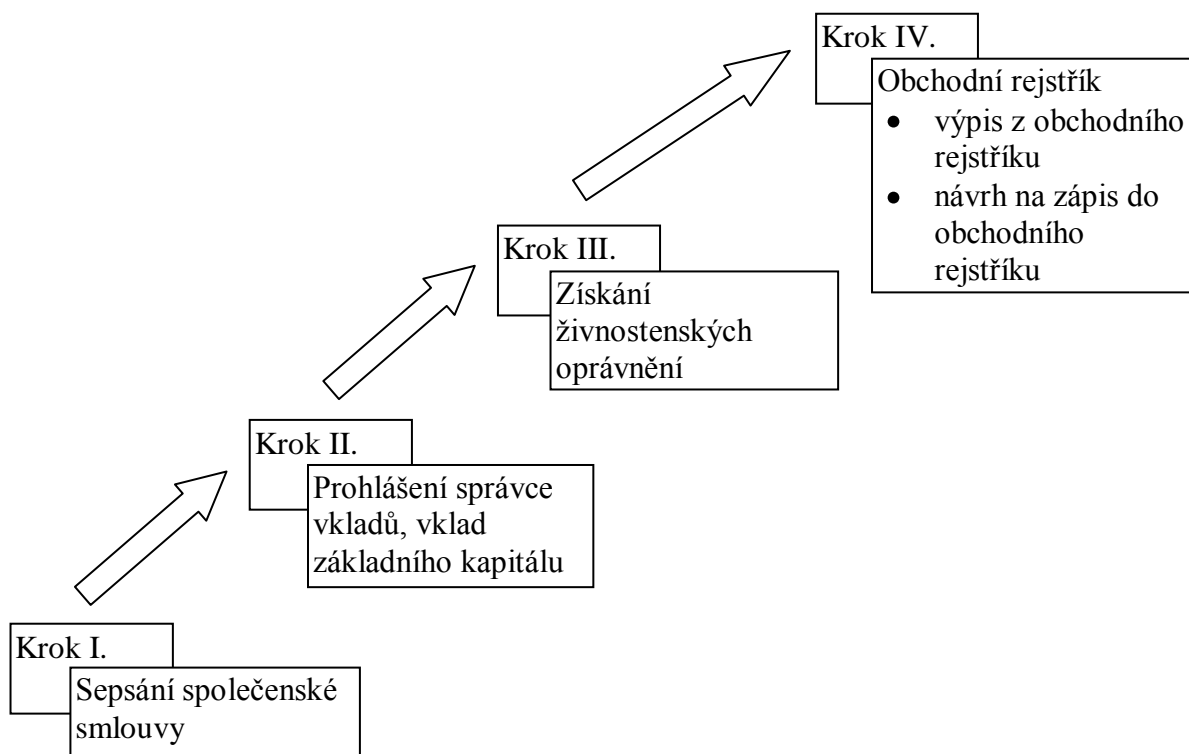 Krok IV.
Obchodní rejstřík
● výpis z obchodního
rejstříku
● návrh na zápis do
obchodního
rejstříku
Krok III.
Získání
živnostenských
oprávnění
Krok II.
Prohlášení správce
vkladů, vklad
základního kapitálu
Krok I.
Sepsání společenské
smlouvy